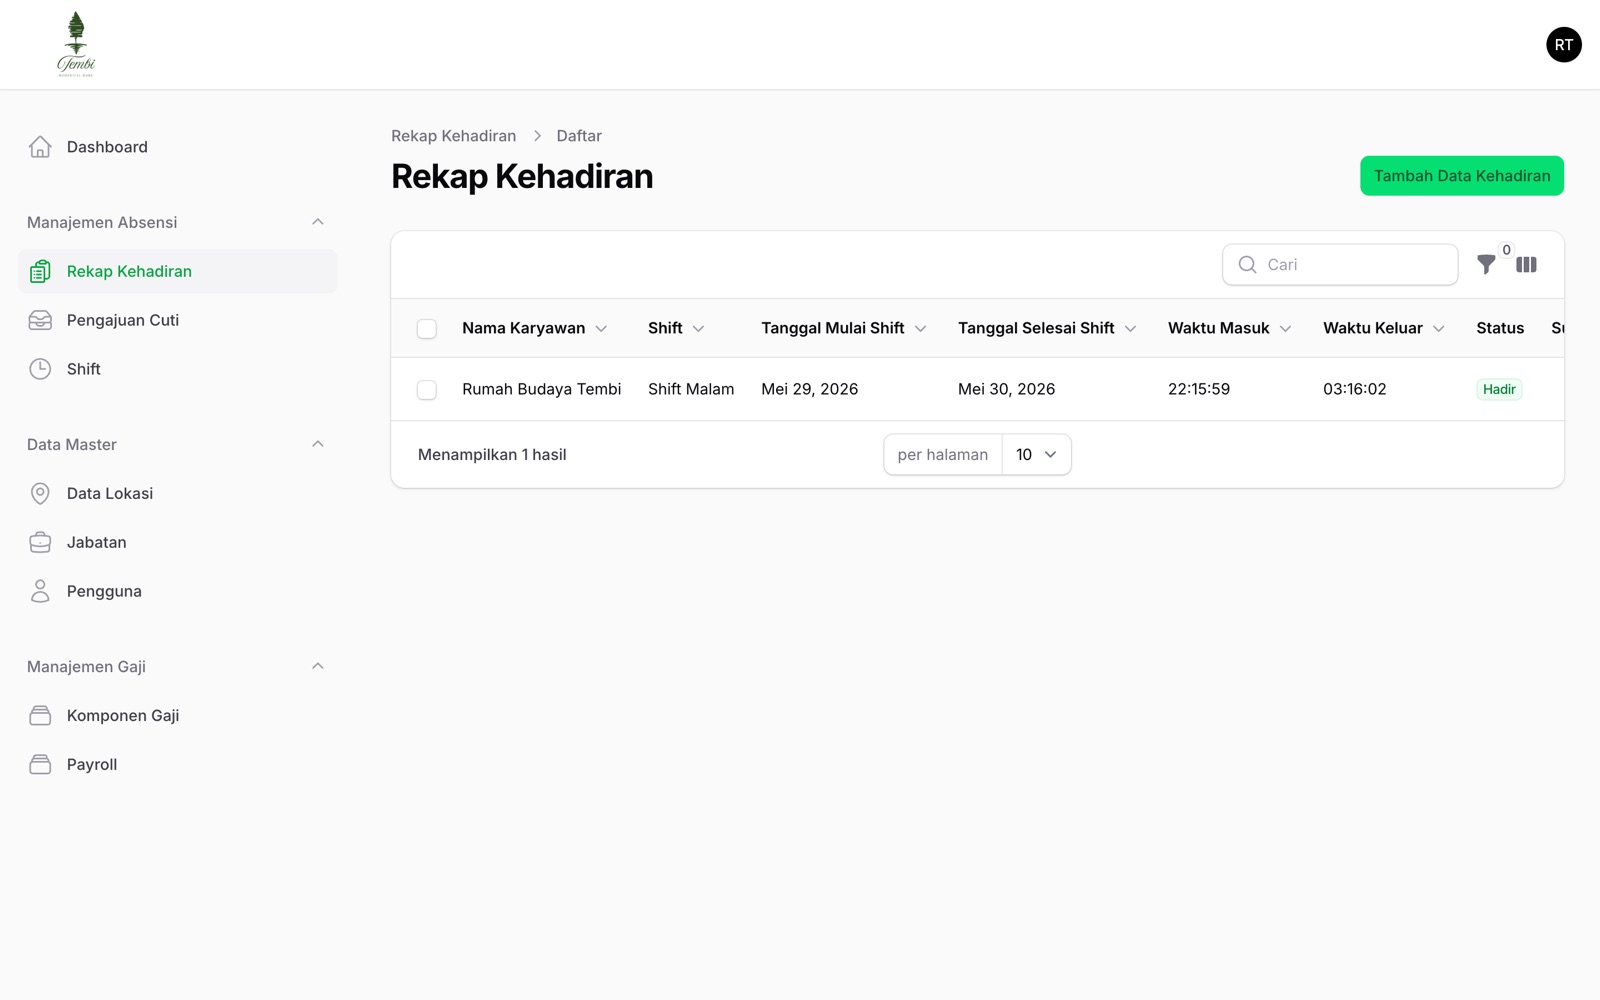 Tembi
RT
Dashboard
Manajemen Absensi
Rekap Kehadiran
Pengajuan Cuti
Shift
Data Master
Data Lokasi
Jabatan
Pengguna
Manajemen Gaji
Komponen Gaji
Payroll
Rekap Kehadiran > Daftar
Rekap Kehadiran
Tambah Data Kehadiran
Cari
0
Nama Karyawan Shift Tanggal Mulai Shift Tanggal Selesai Shift Waktu Masuk Waktu Keluar Status
Rumah Budaya Tembi Shift Malam Mei 29, 2026 Mei 30, 2026 22:15:59 03:16:02 Hadir
Menampilkan 1 hasil
per halaman 10